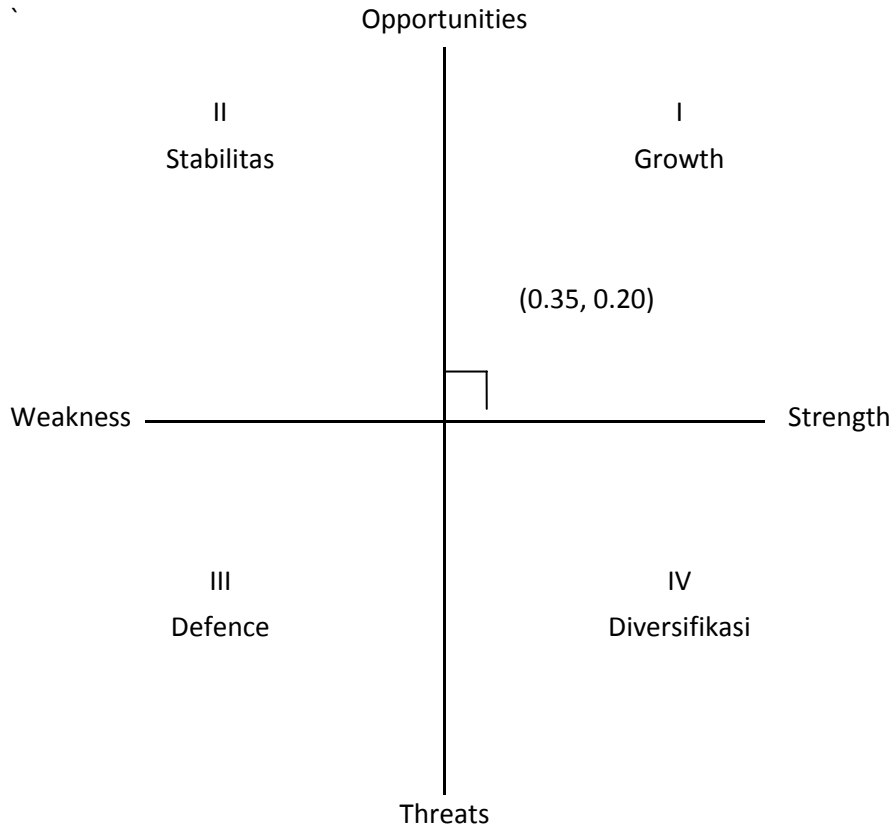 `
Opportunities
II
I
Stabilitas
Growth
(0.35, 0.20)
Weakness
Strength
III
IV
Defence
Diversifikasi
Threats